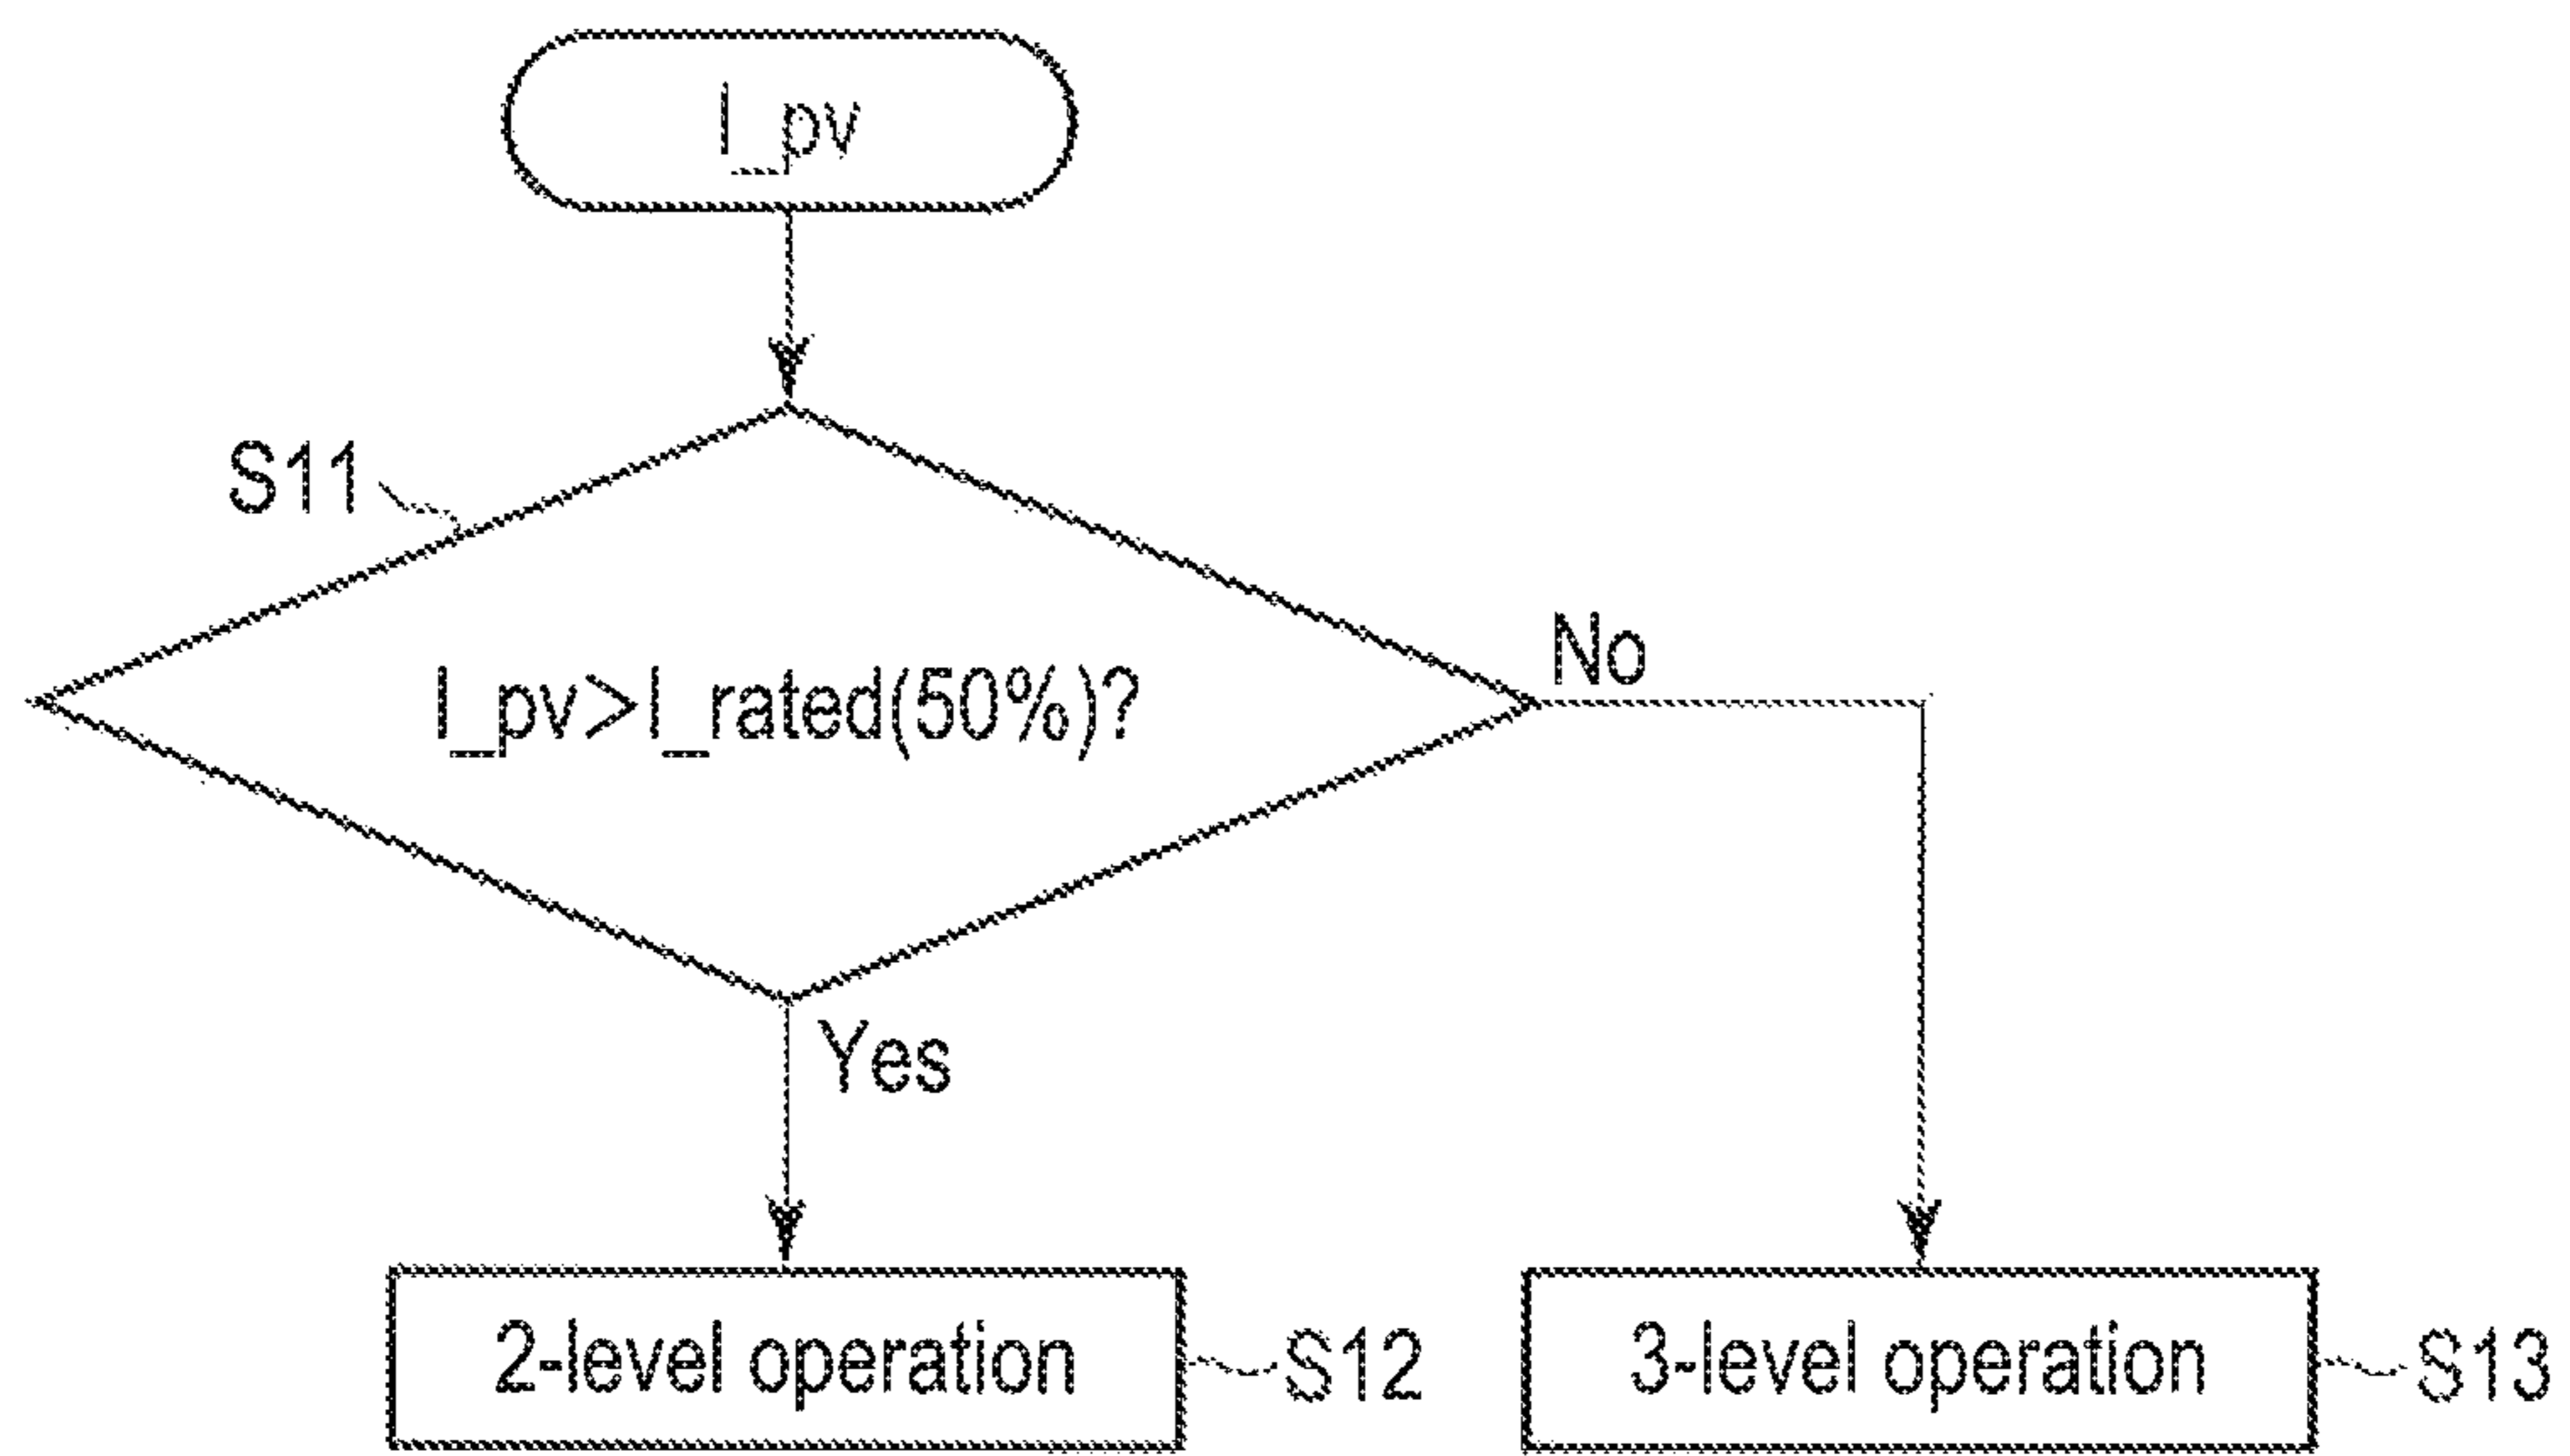 I_pv
S11
I_pv>I_rated(50%)?
No
Yes
2-level operation
S12
3-level operation
S13